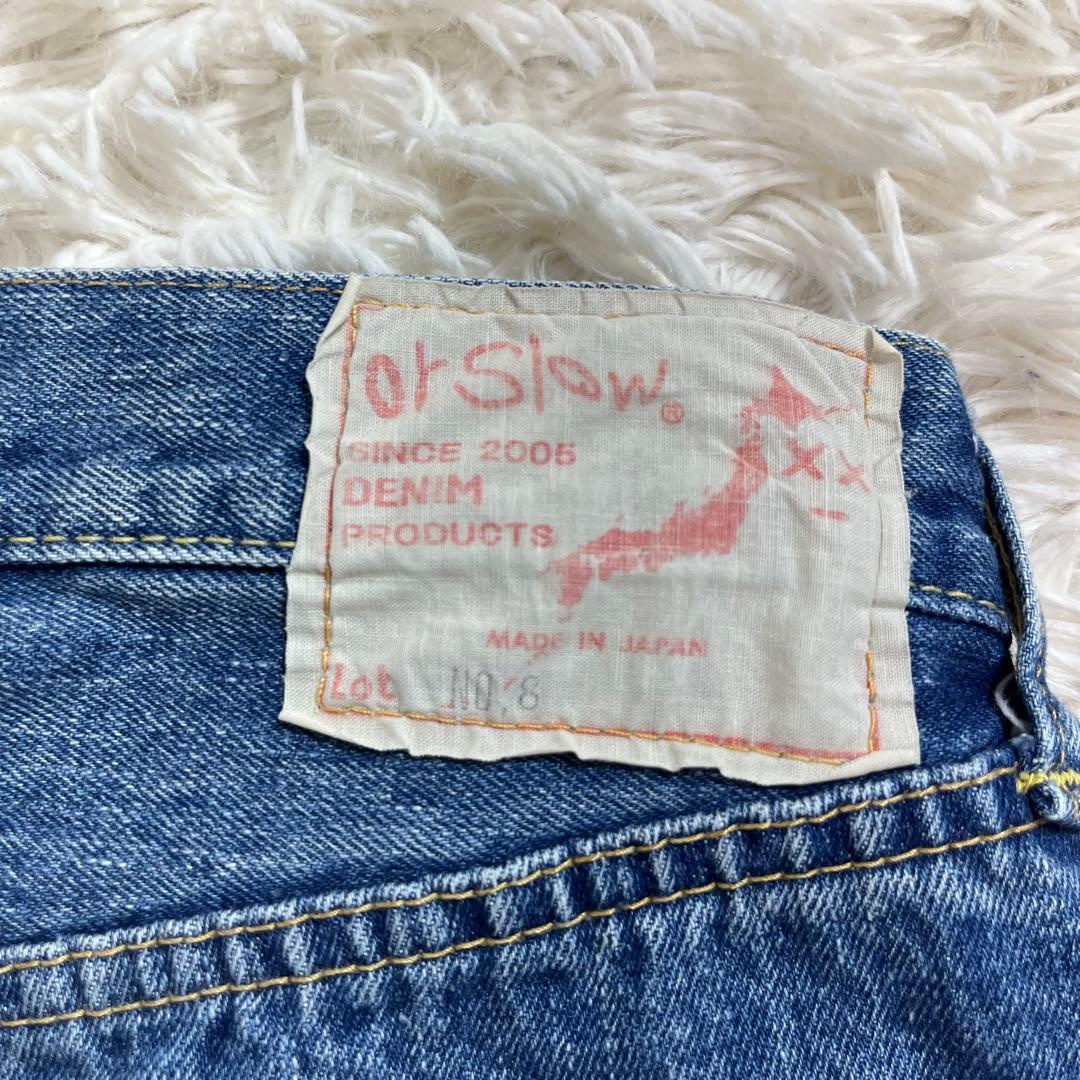 orSlow®
SINCE 2005
DENIM
PRODUCTS
MADE IN JAPAN
Lot NO.8